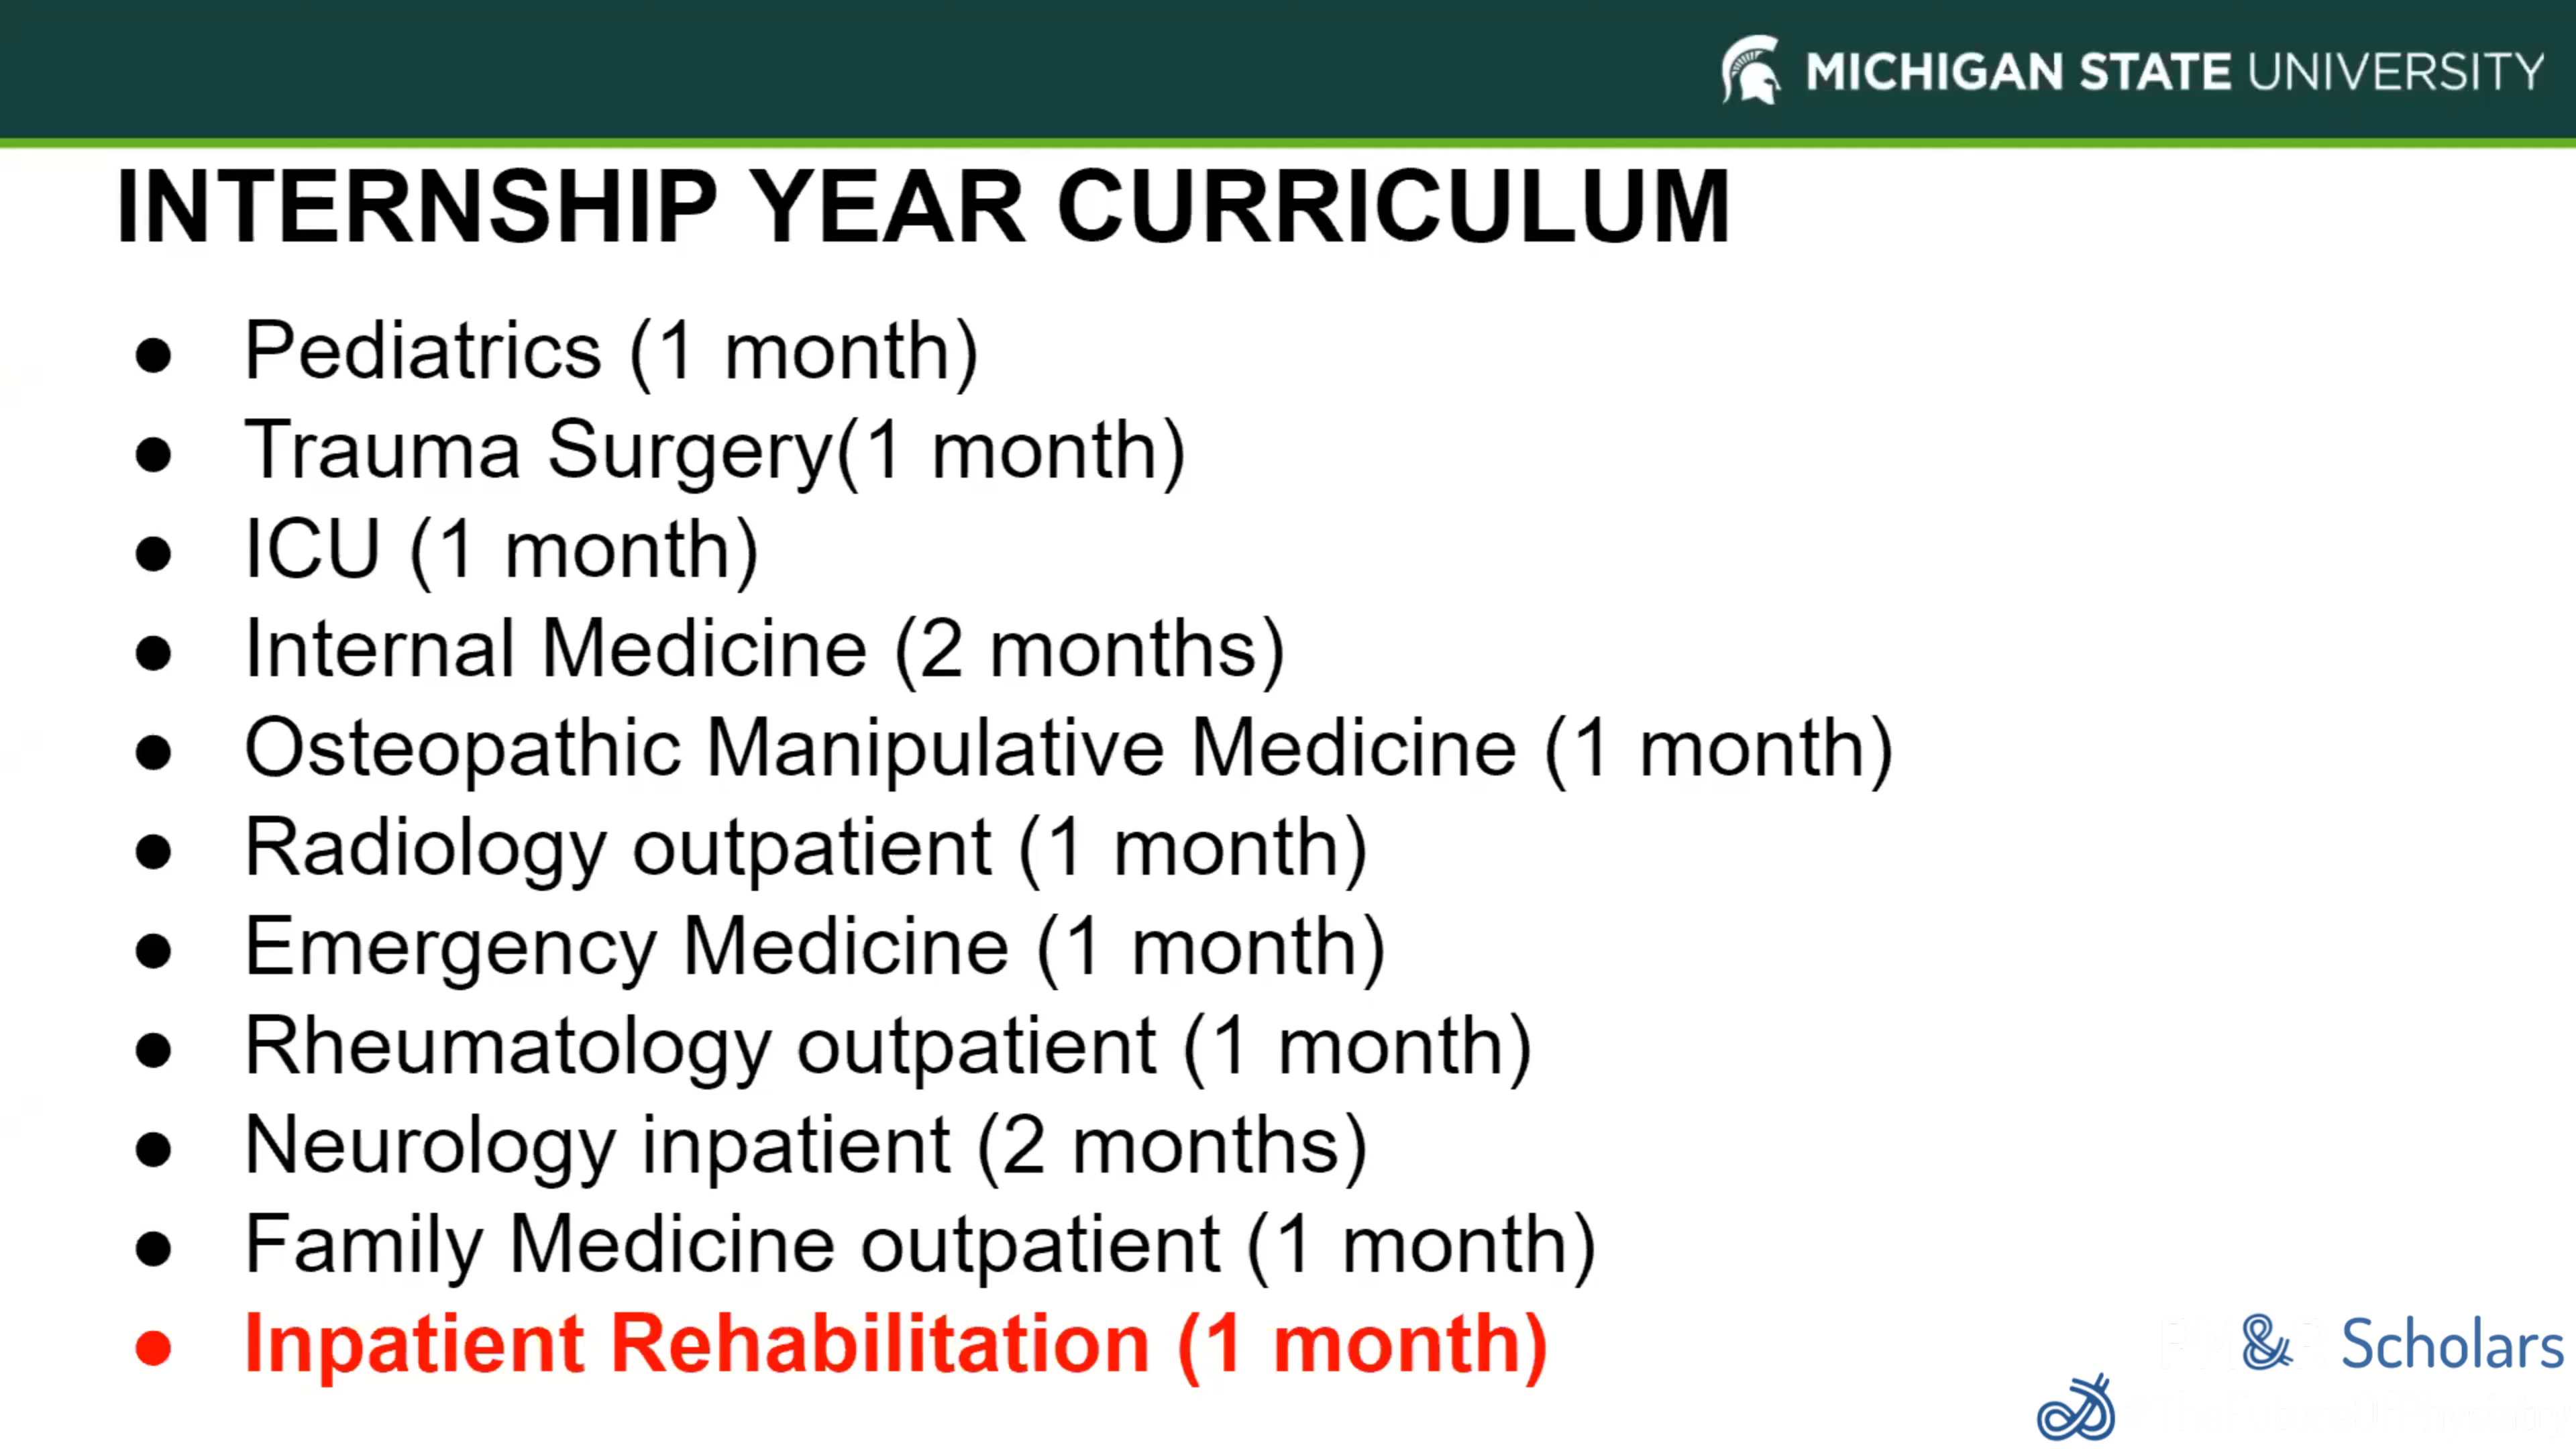 MICHIGAN STATE UNIVERSITY
INTERNSHIP YEAR CURRICULUM
● Pediatrics (1 month)
● Trauma Surgery(1 month)
● ICU (1 month)
● Internal Medicine (2 months)
● Osteopathic Manipulative Medicine (1 month)
● Radiology outpatient (1 month)
● Emergency Medicine (1 month)
● Rheumatology outpatient (1 month)
● Neurology inpatient (2 months)
● Family Medicine outpatient (1 month)
● Inpatient Rehabilitation (1 month)
& Scholars